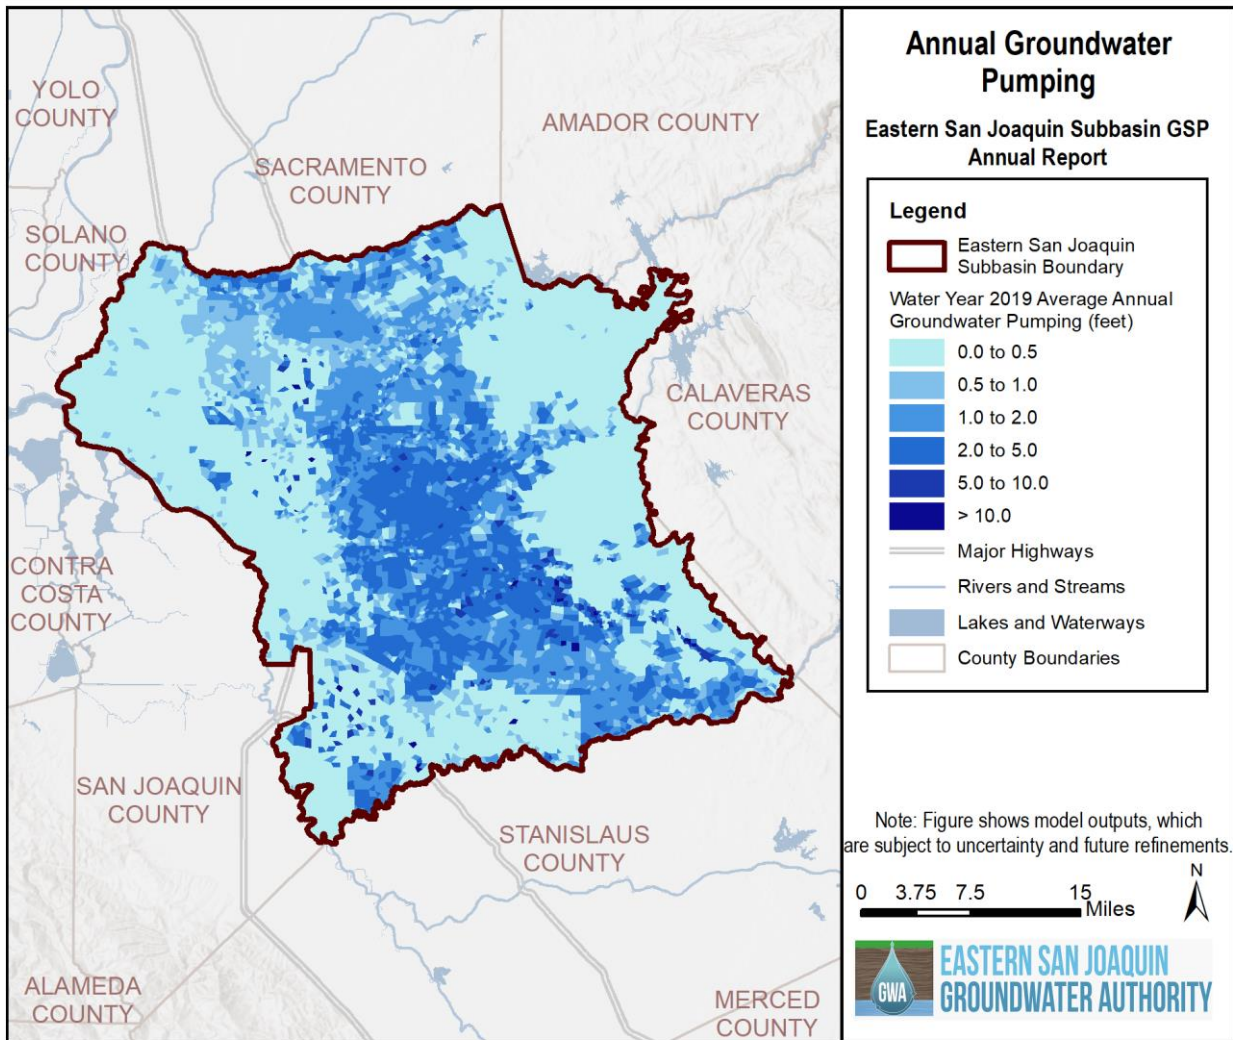 YOLO
COUNTY
AMADOR COUNTY
SACRAMENTO
COUNTY
SOLANO
COUNTY
CALAVERAS
COUNTY
CONTRA
COSTA
COUNTY
SAN JOAQUIN
COUNTY
STANISLAUS
COUNTY
ALAMEDA
COUNTY
MERCED
COUNTY
Annual Groundwater
Pumping
Eastern San Joaquin Subbasin GSP
Annual Report
Legend
Eastern San Joaquin
Subbasin Boundary
Water Year 2019 Average Annual
Groundwater Pumping (feet)
0.0 to 0.5
0.5 to 1.0
1.0 to 2.0
2.0 to 5.0
5.0 to 10.0
> 10.0
Major Highways
Rivers and Streams
Lakes and Waterways
County Boundaries
Note: Figure shows model outputs, which
are subject to uncertainty and future refinements.
N
0 3.75 7.5 15
Miles
GWA
EASTERN SAN JOAQUIN
GROUNDWATER AUTHORITY